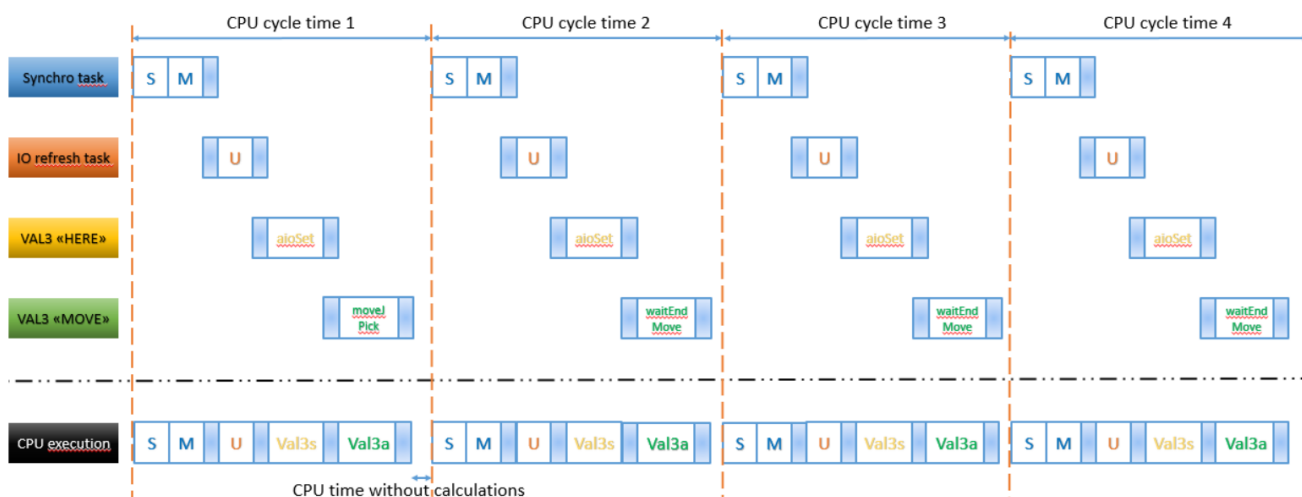 CPU cycle time 1 CPU cycle time 2 CPU cycle time 3 CPU cycle time 4
Synchro task S M S M S M S M
IO refresh task U U U U
VAL3 «HERE» aioSet aioSet aioSet aioSet
VAL3 «MOVE» moveJ waitEnd waitEnd waitEnd
Pick Move Move Move
CPU execution S M U Val3s Val3a S M U Val3s Val3a S M U Val3s Val3a S M U Val3s Val3a
CPU time without calculations